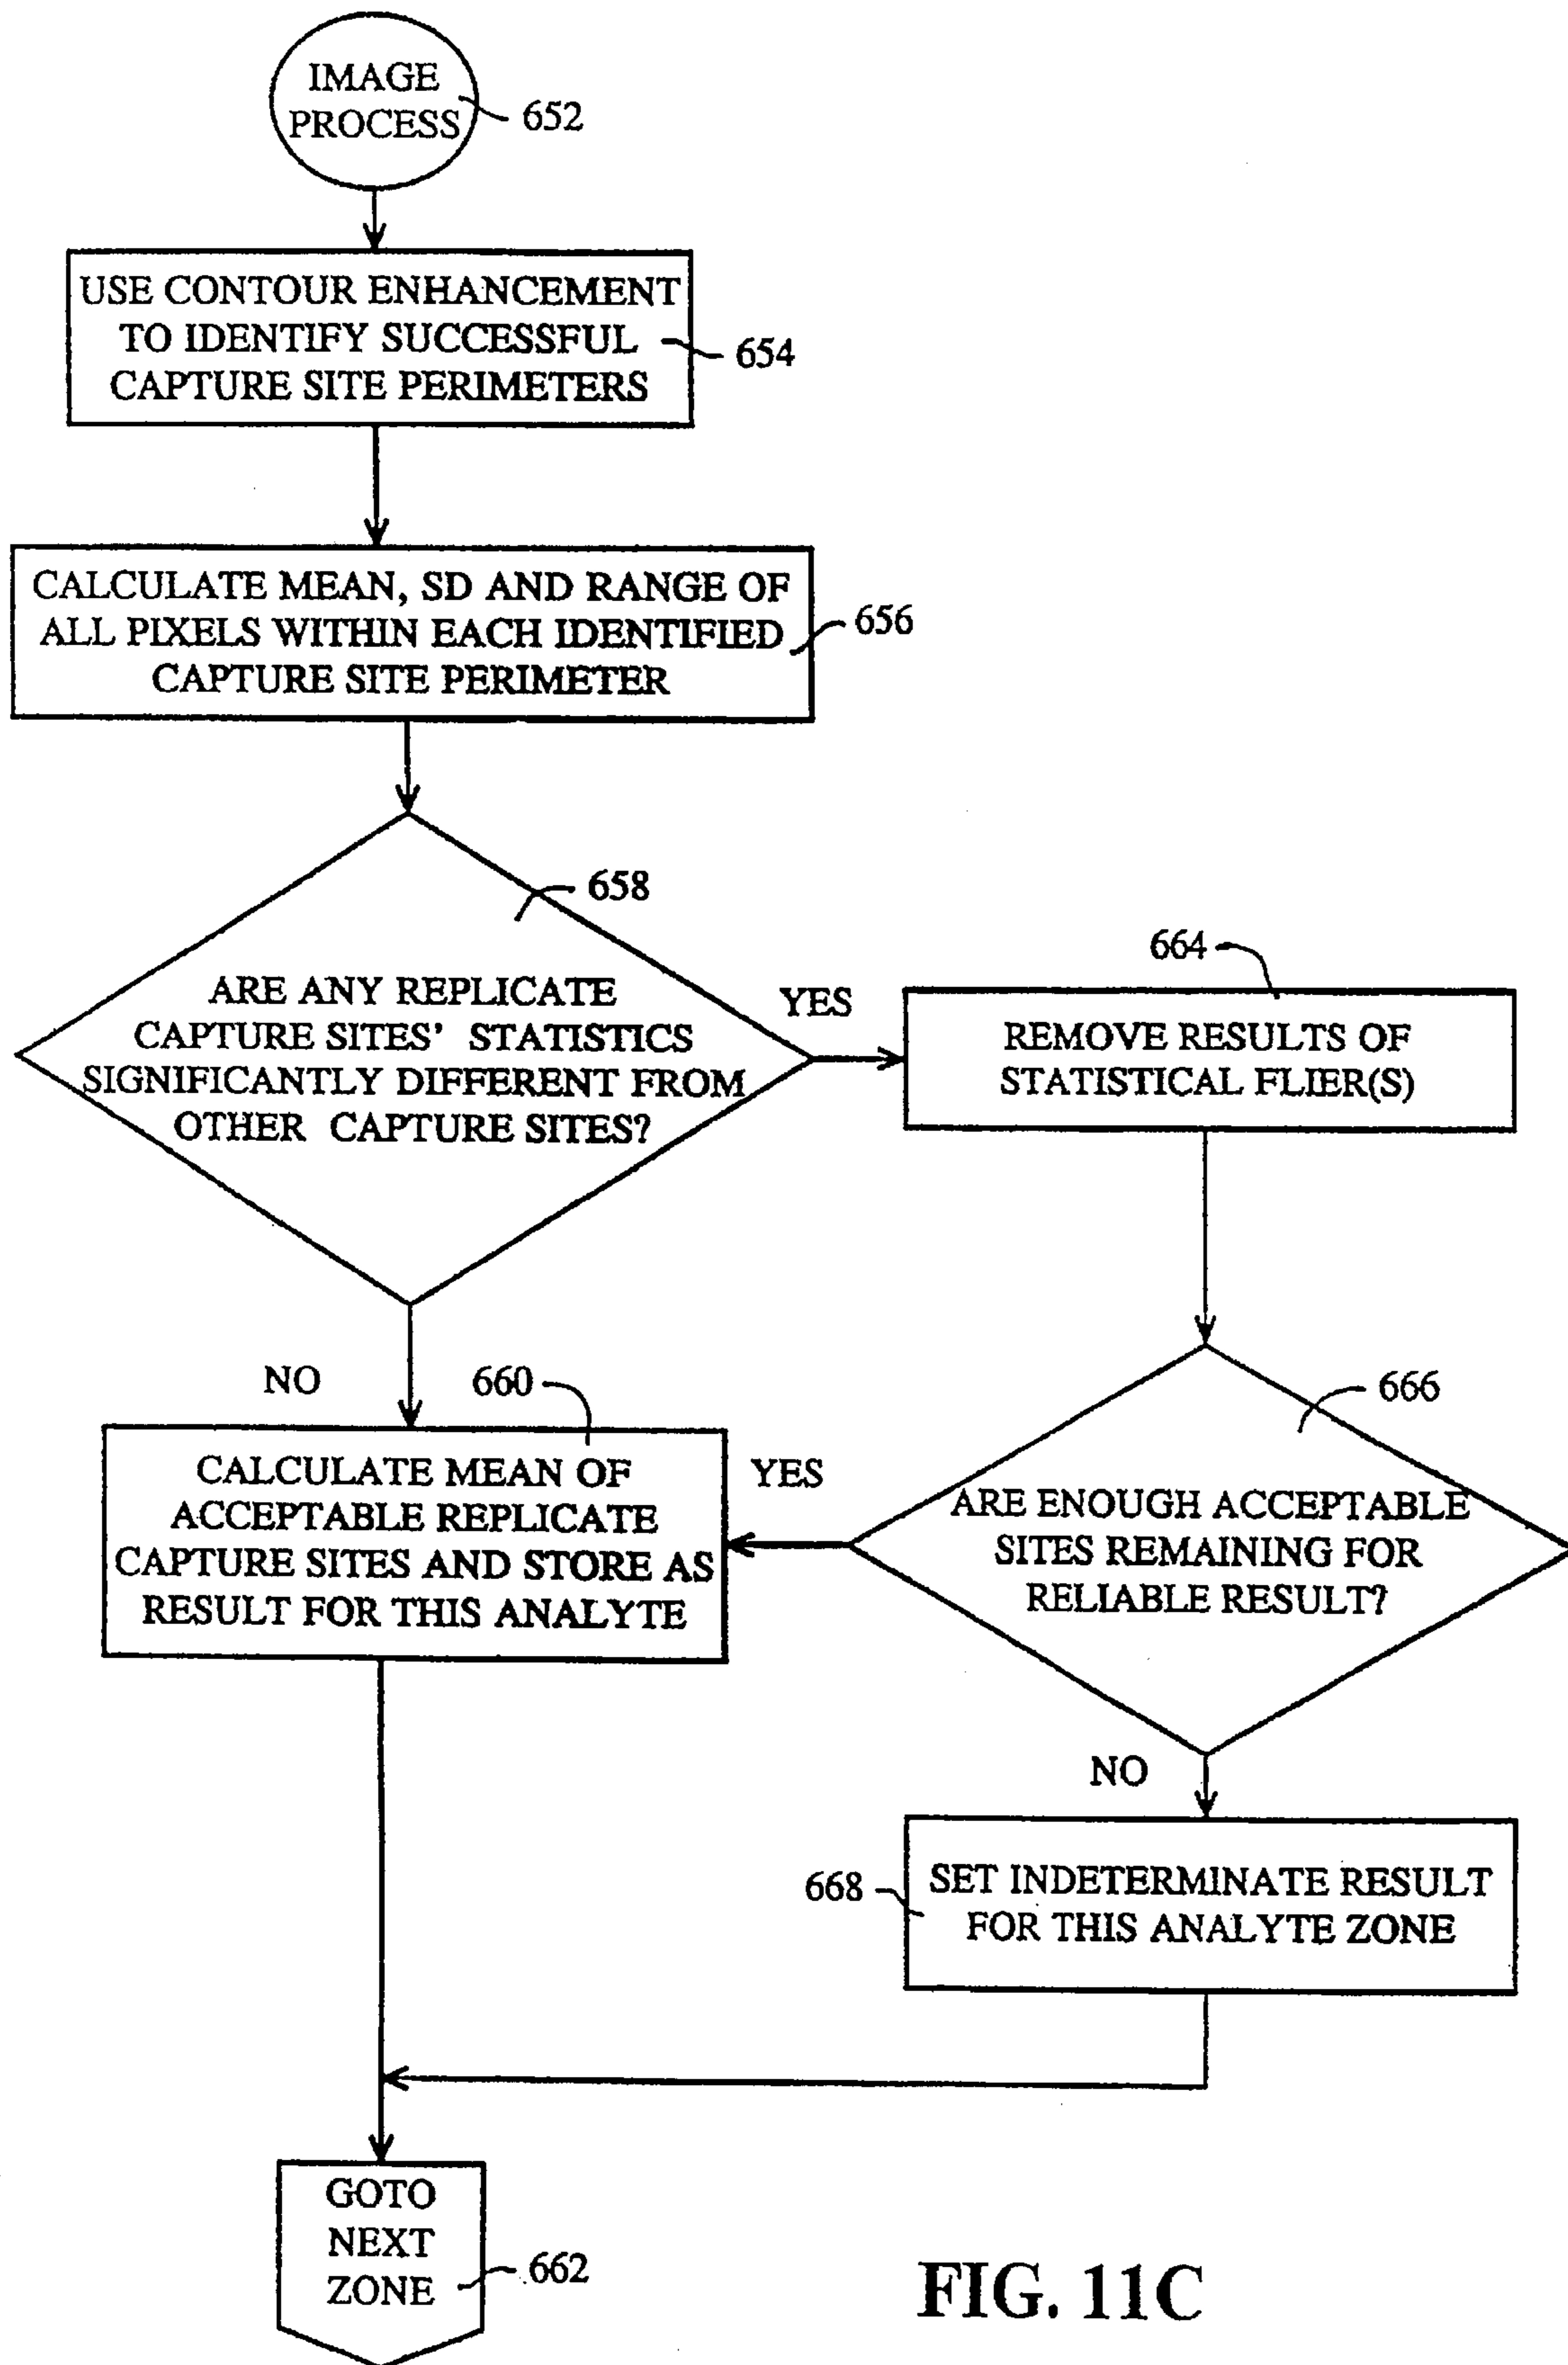 IMAGE
PROCESS
652
USE CONTOUR ENHANCEMENT
TO IDENTIFY SUCCESSFUL
CAPTURE SITE PERIMETERS
654
CALCULATE MEAN, SD AND RANGE OF
ALL PIXELS WITHIN EACH IDENTIFIED
CAPTURE SITE PERIMETER
656
658
ARE ANY REPLICATE
CAPTURE SITES' STATISTICS
SIGNIFICANTLY DIFFERENT FROM
OTHER CAPTURE SITES?
YES
664
REMOVE RESULTS OF
STATISTICAL FLIER(S)
NO
660
CALCULATE MEAN OF
ACCEPTABLE REPLICATE
CAPTURE SITES AND STORE AS
RESULT FOR THIS ANALYTE
YES
666
ARE ENOUGH ACCEPTABLE
SITES REMAINING FOR
RELIABLE RESULT?
NO
668
SET INDETERMINATE RESULT
FOR THIS ANALYTE ZONE
GOTO
NEXT
ZONE
662
FIG. 11C